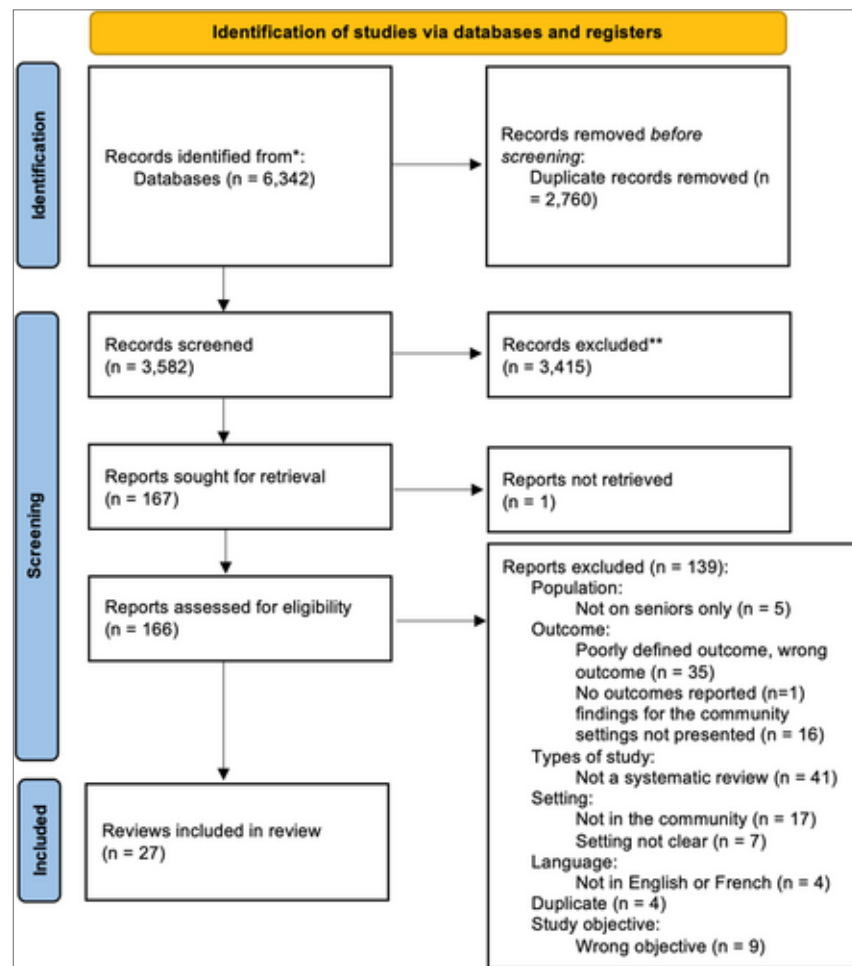 Identification of studies via databases and registers
Identification
Records identified from*:
Databases (n = 6,342)
Records removed before
screening:
Duplicate records removed (n
= 2,760)
Screening
Records screened
(n = 3,582)
Records excluded**
(n = 3,415)
Reports sought for retrieval
(n = 167)
Reports not retrieved
(n = 1)
Reports assessed for eligibility
(n = 166)
Reports excluded (n = 139):
Population:
Not on seniors only (n = 5)
Outcome:
Poorly defined outcome, wrong
outcome (n = 35)
No outcomes reported (n=1)
findings for the community
settings not presented (n = 16)
Types of study:
Not a systematic review (n = 41)
Setting:
Not in the community (n = 17)
Setting not clear (n = 7)
Language:
Not in English or French (n = 4)
Duplicate (n = 4)
Study objective:
Wrong objective (n = 9)
Included
Reviews included in review
(n = 27)